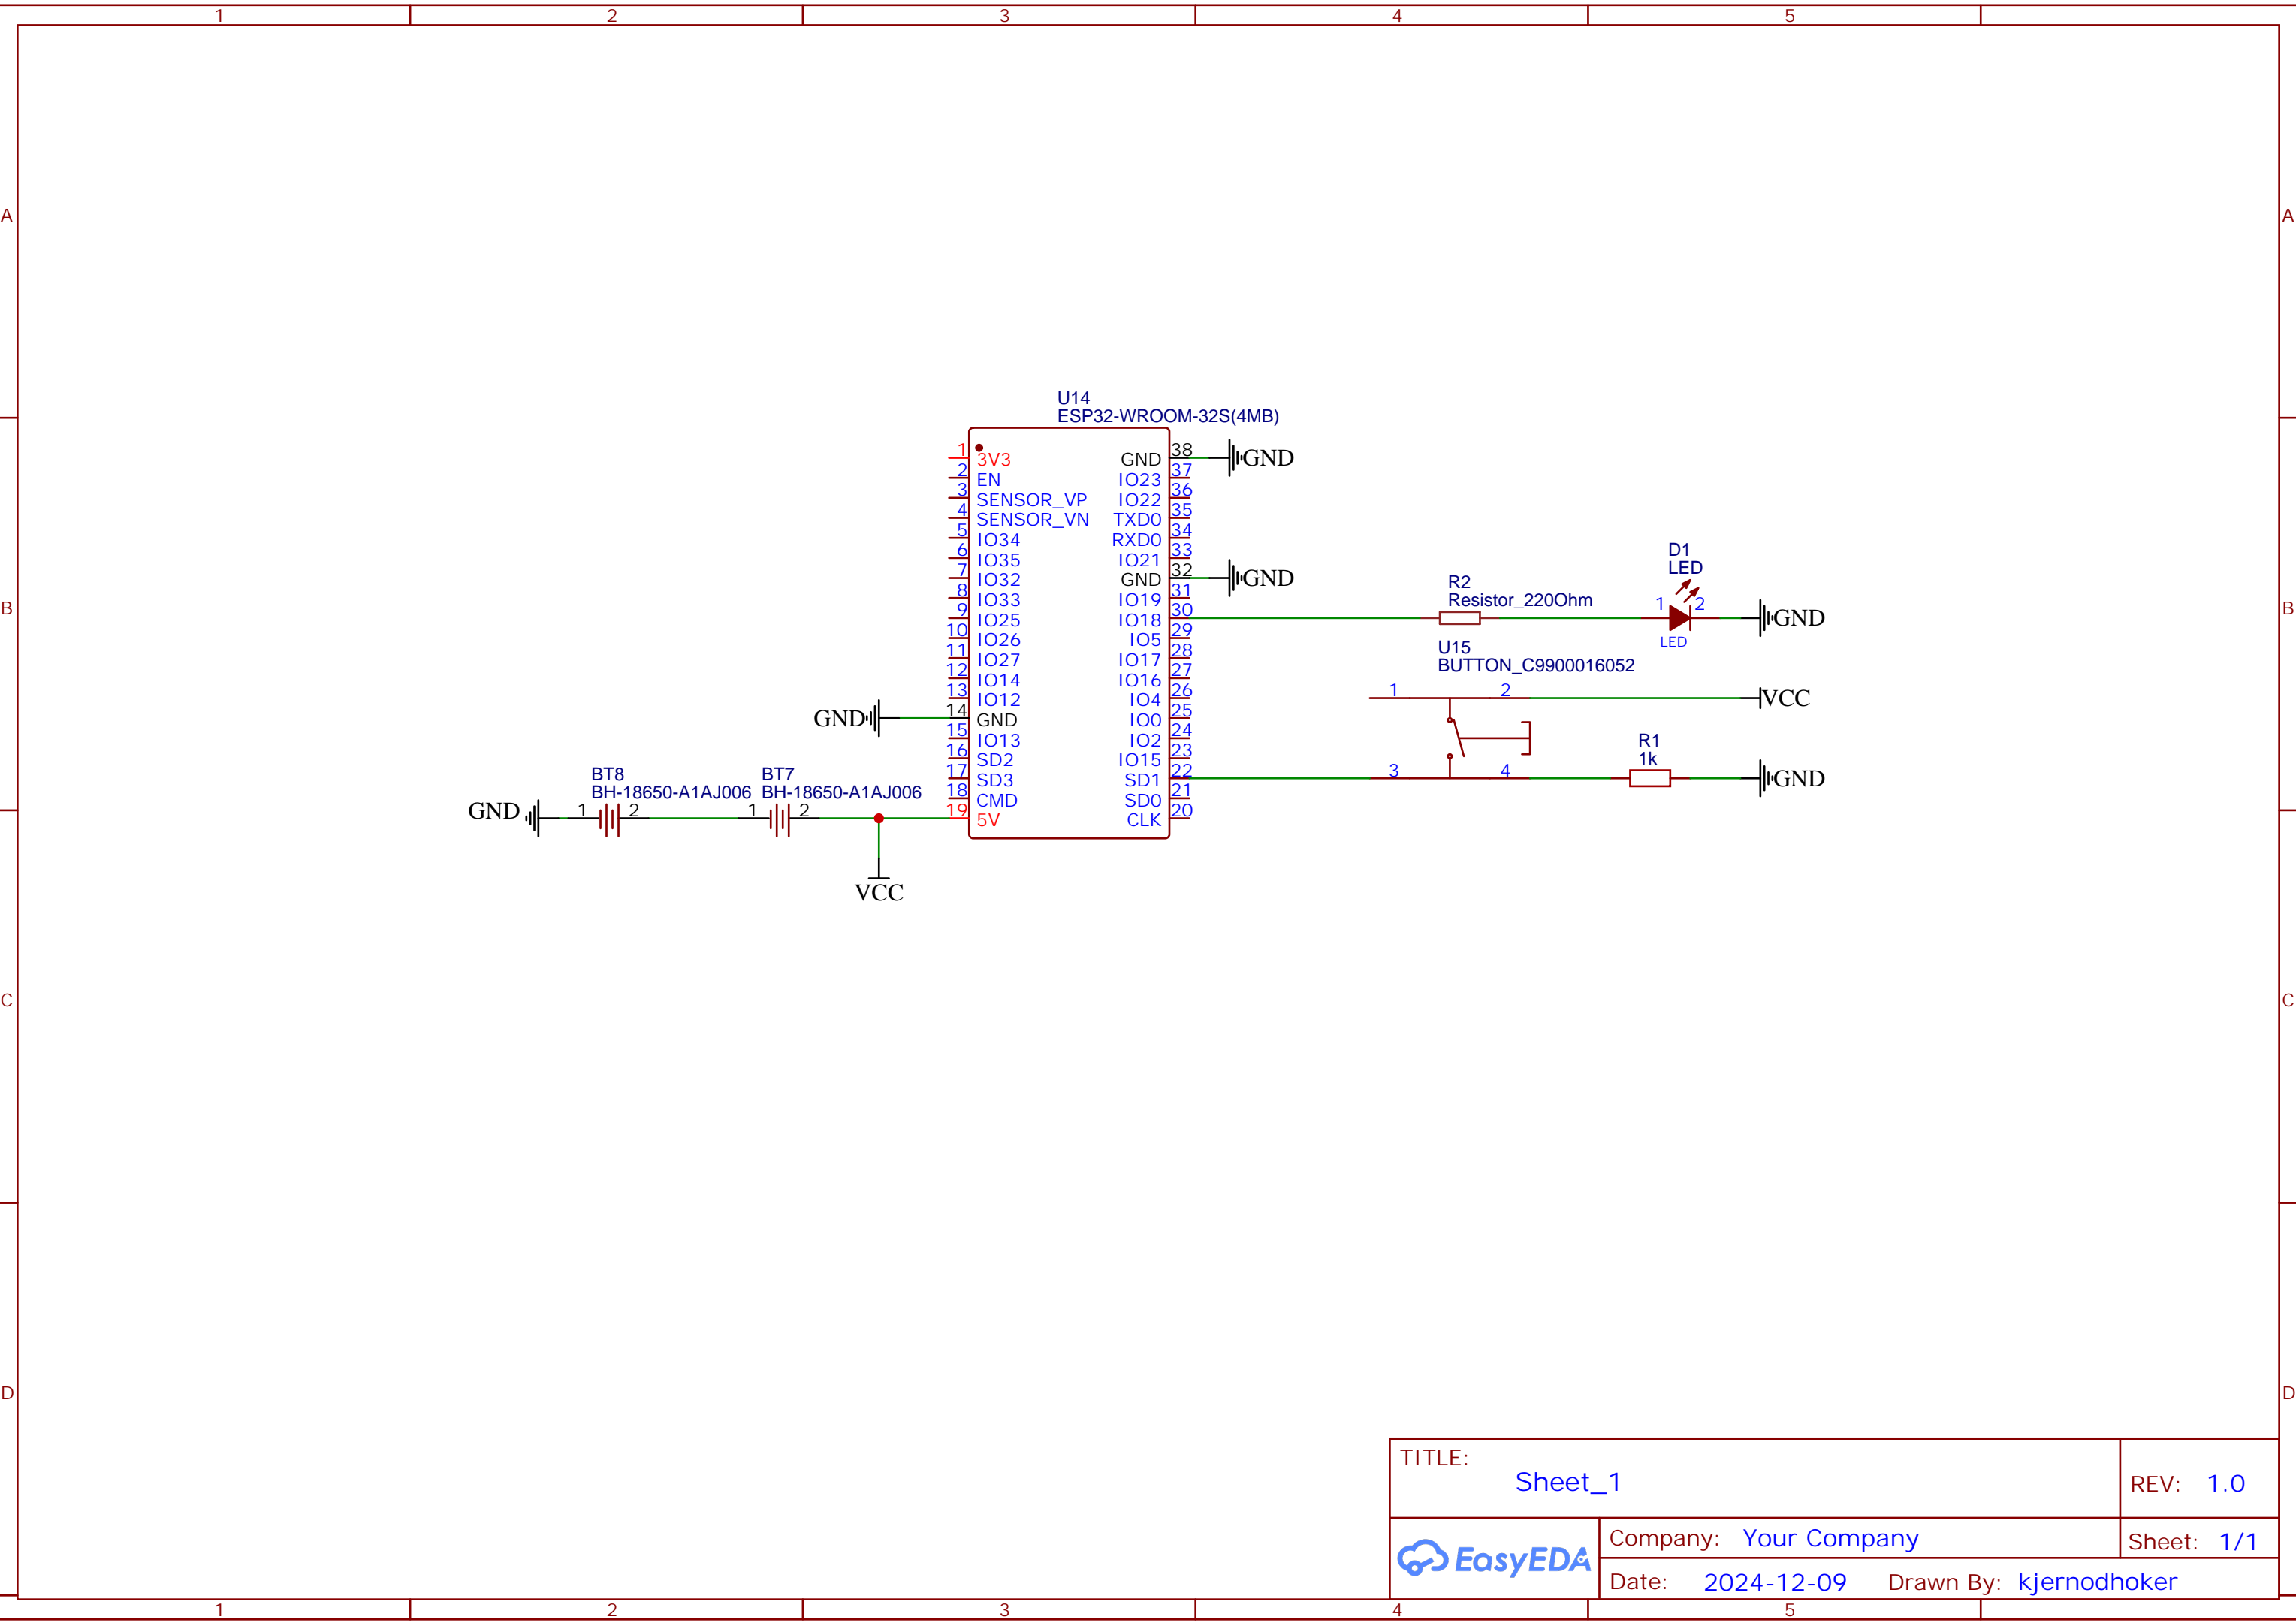 1 2 3 4 5
A A
B B
C C
D D
U14
ESP32-WROOM-32S(4MB)
1 3V3
2 EN
3 SENSOR_VP
4 SENSOR_VN
5 IO34
6 IO35
7 IO32
8 IO33
9 IO25
10 IO26
11 IO27
12 IO14
13 IO12
GND 14 GND
15 IO13
16 SD2
17 SD3
18 CMD
19 5V
GND 38 GND
IO23 37
IO22 36
TXD0 35
RXD0 34
IO21 33
GND 32 GND
IO19 31
IO18 30
IO5 29
IO17 28
IO16 27
IO4 26
IO0 25
IO2 24
IO15 23
SD1 22
SD0 21
CLK 20
BT8
BH-18650-A1AJ006
BT7
BH-18650-A1AJ006
GND 1 2 1 2
VCC
R2
Resistor_220Ohm
D1
LED
1 2 GND
LED
U15
BUTTON_C9900016052
1 2 VCC
R1
1k
3 4 GND
TITLE:
Sheet_1
REV: 1.0
EasyEDA
Company: Your Company
Sheet: 1/1
Date: 2024-12-09 Drawn By: kjernodhoker
1 2 3 4 5